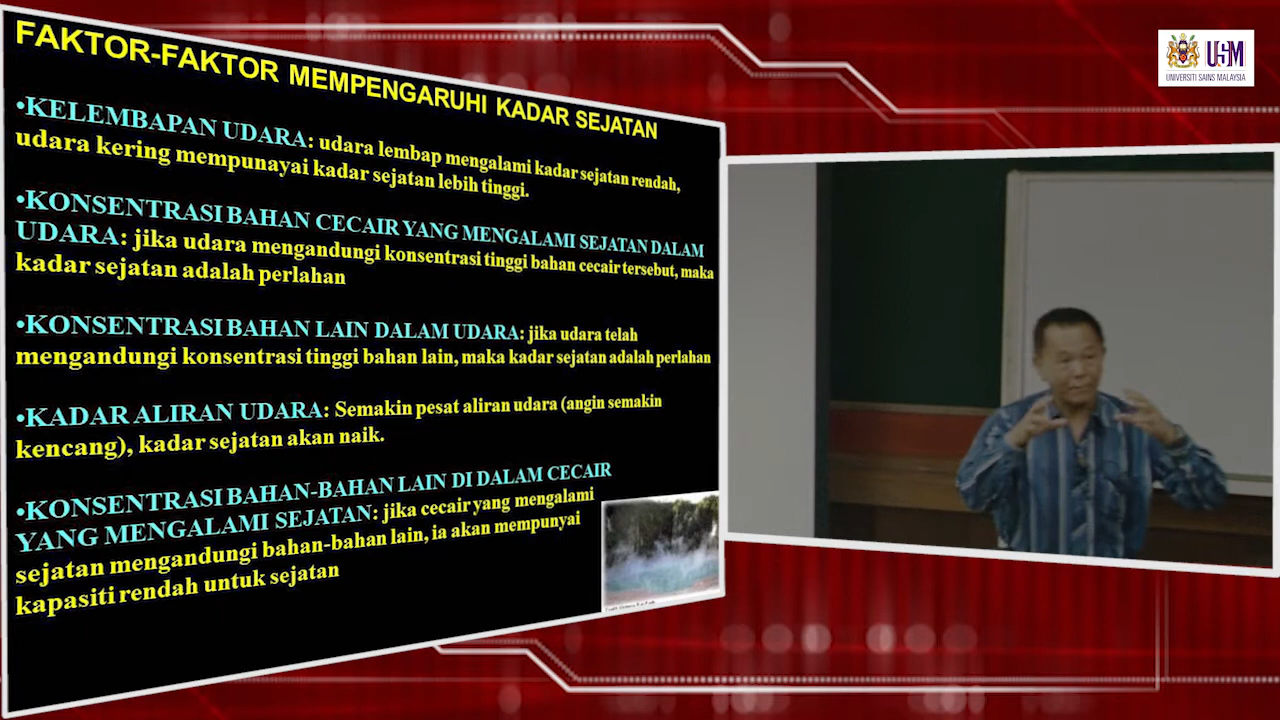 FAKTOR-FAKTOR MEMPENGARUHI KADAR SEJATAN
•KELEMBAPAN UDARA: udara lembap mengalami kadar sejatan rendah,
udara kering mempunayai kadar sejatan lebih tinggi.
•KONSENTRASI BAHAN CECAIR YANG MENGALAMI SEJATAN DALAM
UDARA: jika udara mengandungi konsentrasi tinggi bahan cecair tersebut, maka
kadar sejatan adalah perlahan
•KONSENTRASI BAHAN LAIN DALAM UDARA: jika udara telah
mengandungi konsentrasi tinggi bahan lain, maka kadar sejatan adalah perlahan
•KADAR ALIRAN UDARA: Semakin pesat aliran udara (angin semakin
kencang), kadar sejatan akan naik.
•KONSENTRASI BAHAN-BAHAN LAIN DI DALAM CECAIR
YANG MENGALAMI SEJATAN: jika cecair yang mengalami
sejatan mengandungi bahan-bahan lain, ia akan mempunyai
kapasiti rendah untuk sejatan
USM
UNIVERSITI SAINS MALAYSIA